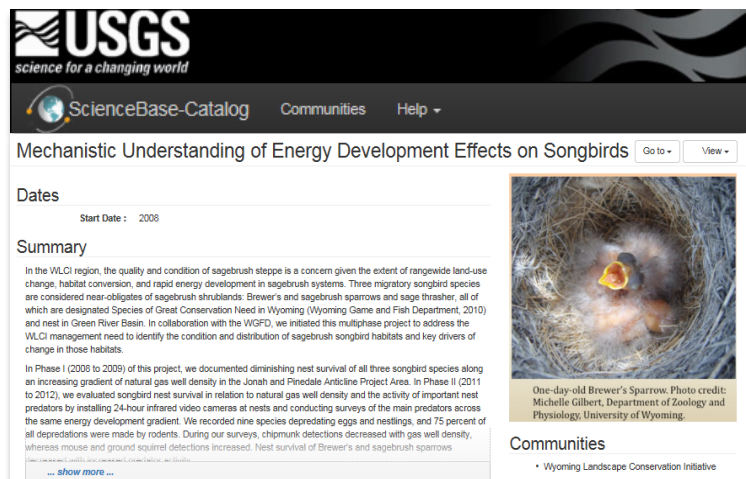 USGS
science for a changing world
ScienceBase-Catalog Communities Help
Mechanistic Understanding of Energy Development Effects on Songbirds Go to View
Dates
Start Date : 2008
Summary
In the WLCI region, the quality and condition of sagebrush steppe is a concern given the extent of rangewide land-use
change, habitat conversion, and rapid energy development in sagebrush systems. Three migratory songbird species
are considered near-obligates of sagebrush shrublands: Brewer's and sagebrush sparrows and sage thrasher, all of
which are designated Species of Great Conservation Need in Wyoming (Wyoming Game and Fish Department, 2010)
and nest in Green River Basin. In collaboration with the WGFD, we initiated this multiphase project to address the
WLCI management need to identify the condition and distribution of sagebrush songbird habitats and key drivers of
change in those habitats.
In Phase I (2008 to 2009) of this project, we documented diminishing nest survival of all three songbird species along
an increasing gradient of natural gas well density in the Jonah and Pinedale Anticline Project Area. In Phase II (2011
to 2012), we evaluated songbird nest survival in relation to natural gas well density and the activity of important nest
predators by installing 24-hour infrared video cameras at nests and conducting surveys of the main predators across
the same energy development gradient. We recorded nine species depredating eggs and nestlings, and 75 percent of
all depredations were made by rodents. During our surveys, chipmunk detections decreased with gas well density,
whereas mouse and ground squirrel detections increased. Nest survival of Brewer's and sagebrush sparrows
decreased with increased predator activity
... show more ...
One-day-old Brewer's Sparrow. Photo credit:
Michelle Gilbert, Department of Zoology and
Physiology, University of Wyoming.
Communities
• Wyoming Landscape Conservation Initiative